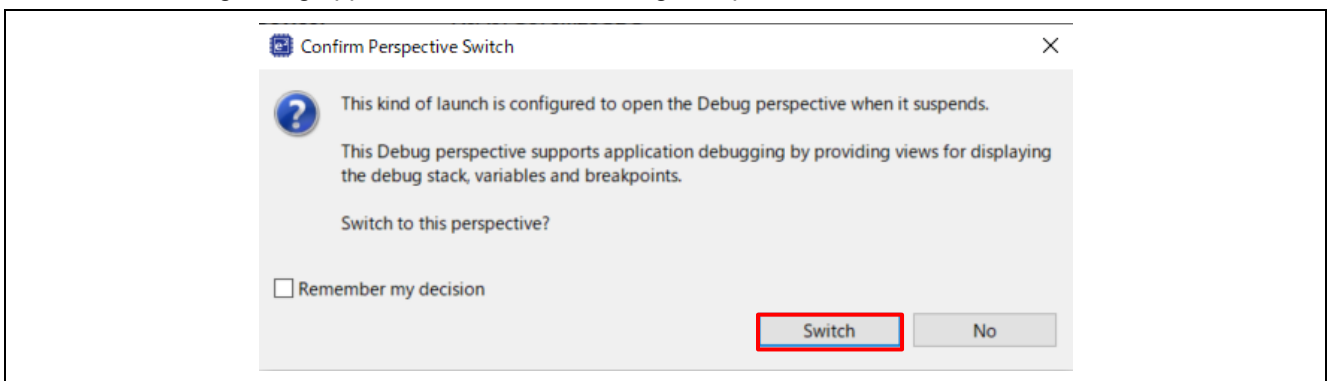 Confirm Perspective Switch
This kind of launch is configured to open the Debug perspective when it suspends.
This Debug perspective supports application debugging by providing views for displaying
the debug stack, variables and breakpoints.
Switch to this perspective?
Remember my decision
Switch
No